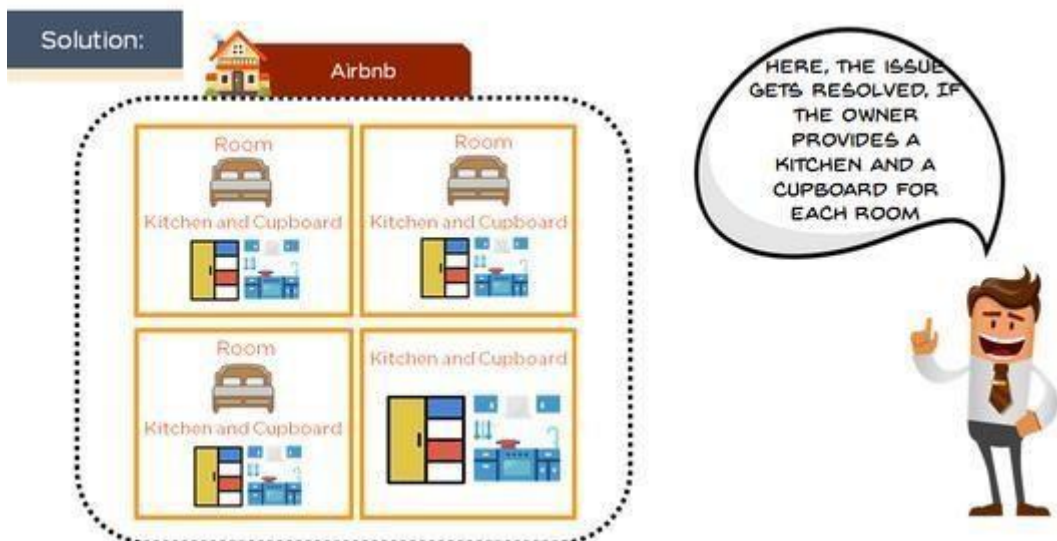 Solution:
Airbnb
Room
Kitchen and Cupboard
Room
Kitchen and Cupboard
Room
Kitchen and Cupboard
Kitchen and Cupboard
HERE, THE ISSUE
GETS RESOLVED, IF
THE OWNER
PROVIDES A
KITCHEN AND A
CUPBOARD FOR
EACH ROOM